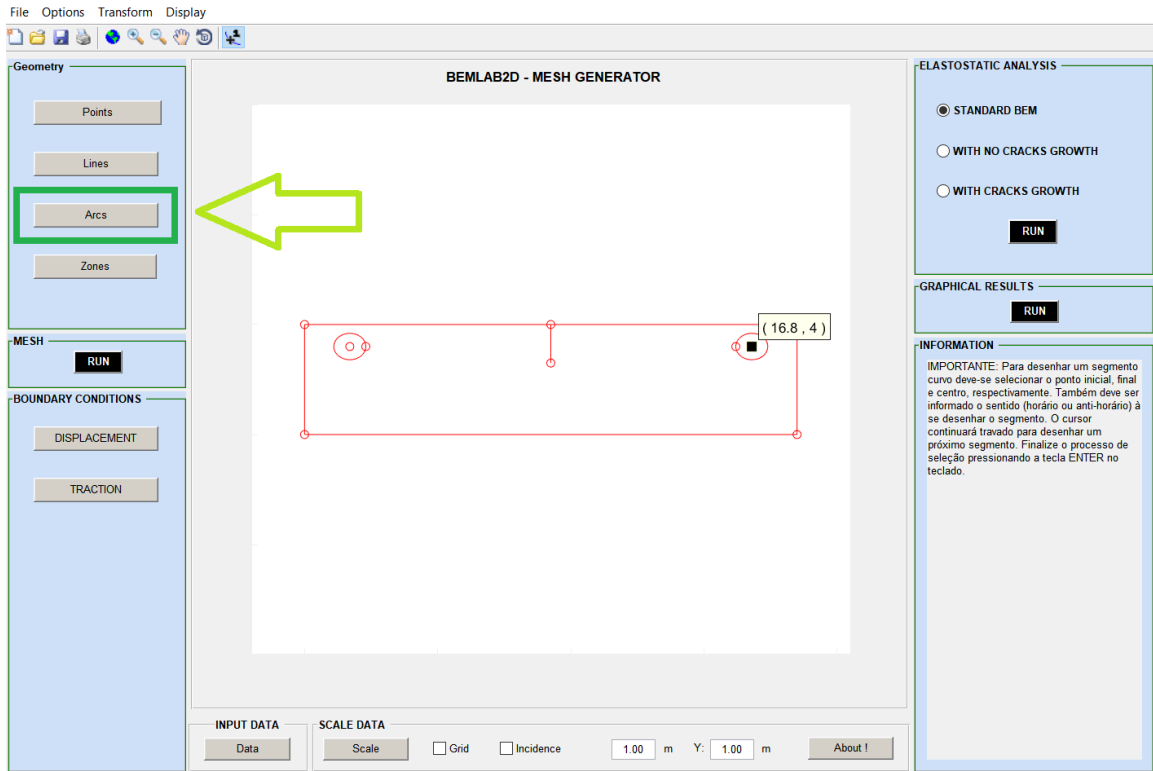 File Options Transform Display
Geometry
Points
Lines
Arcs
Zones
MESH
RUN
BOUNDARY CONDITIONS
DISPLACEMENT
TRACTION
BEMLAB2D - MESH GENERATOR
( 16.8 , 4 )
INPUT DATA
Data
SCALE DATA
Scale
Grid
Incidence
1.00 m Y: 1.00 m
About !
ELASTOSTATIC ANALYSIS
STANDARD BEM
WITH NO CRACKS GROWTH
WITH CRACKS GROWTH
RUN
GRAPHICAL RESULTS
RUN
INFORMATION
IMPORTANTE: Para desenhar um segmento
curvo deve-se selecionar o ponto inicial, final
e centro, respectivamente. Também deve ser
informado o sentido (horário ou anti-horário) à
se desenhar o segmento. O cursor
continuará travado para desenhar um
próximo segmento. Finalize o processo de
seleção pressionando a tecla ENTER no
teclado.